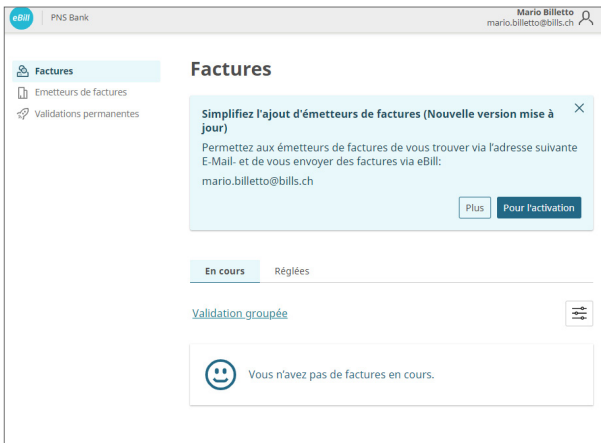 eBill
PNS Bank
Mario Billetto
mario.billetto@bills.ch
Factures
Emetteurs de factures
Validations permanentes
Factures
Simplifiez l'ajout d'émetteurs de factures (Nouvelle version mise à
jour)
Permettez aux émetteurs de factures de vous trouver via l'adresse suivante
E-Mail- et de vous envoyer des factures via eBill:
mario.billetto@bills.ch
Plus
Pour l'activation
En cours
Réglées
Validation groupée
Vous n'avez pas de factures en cours.